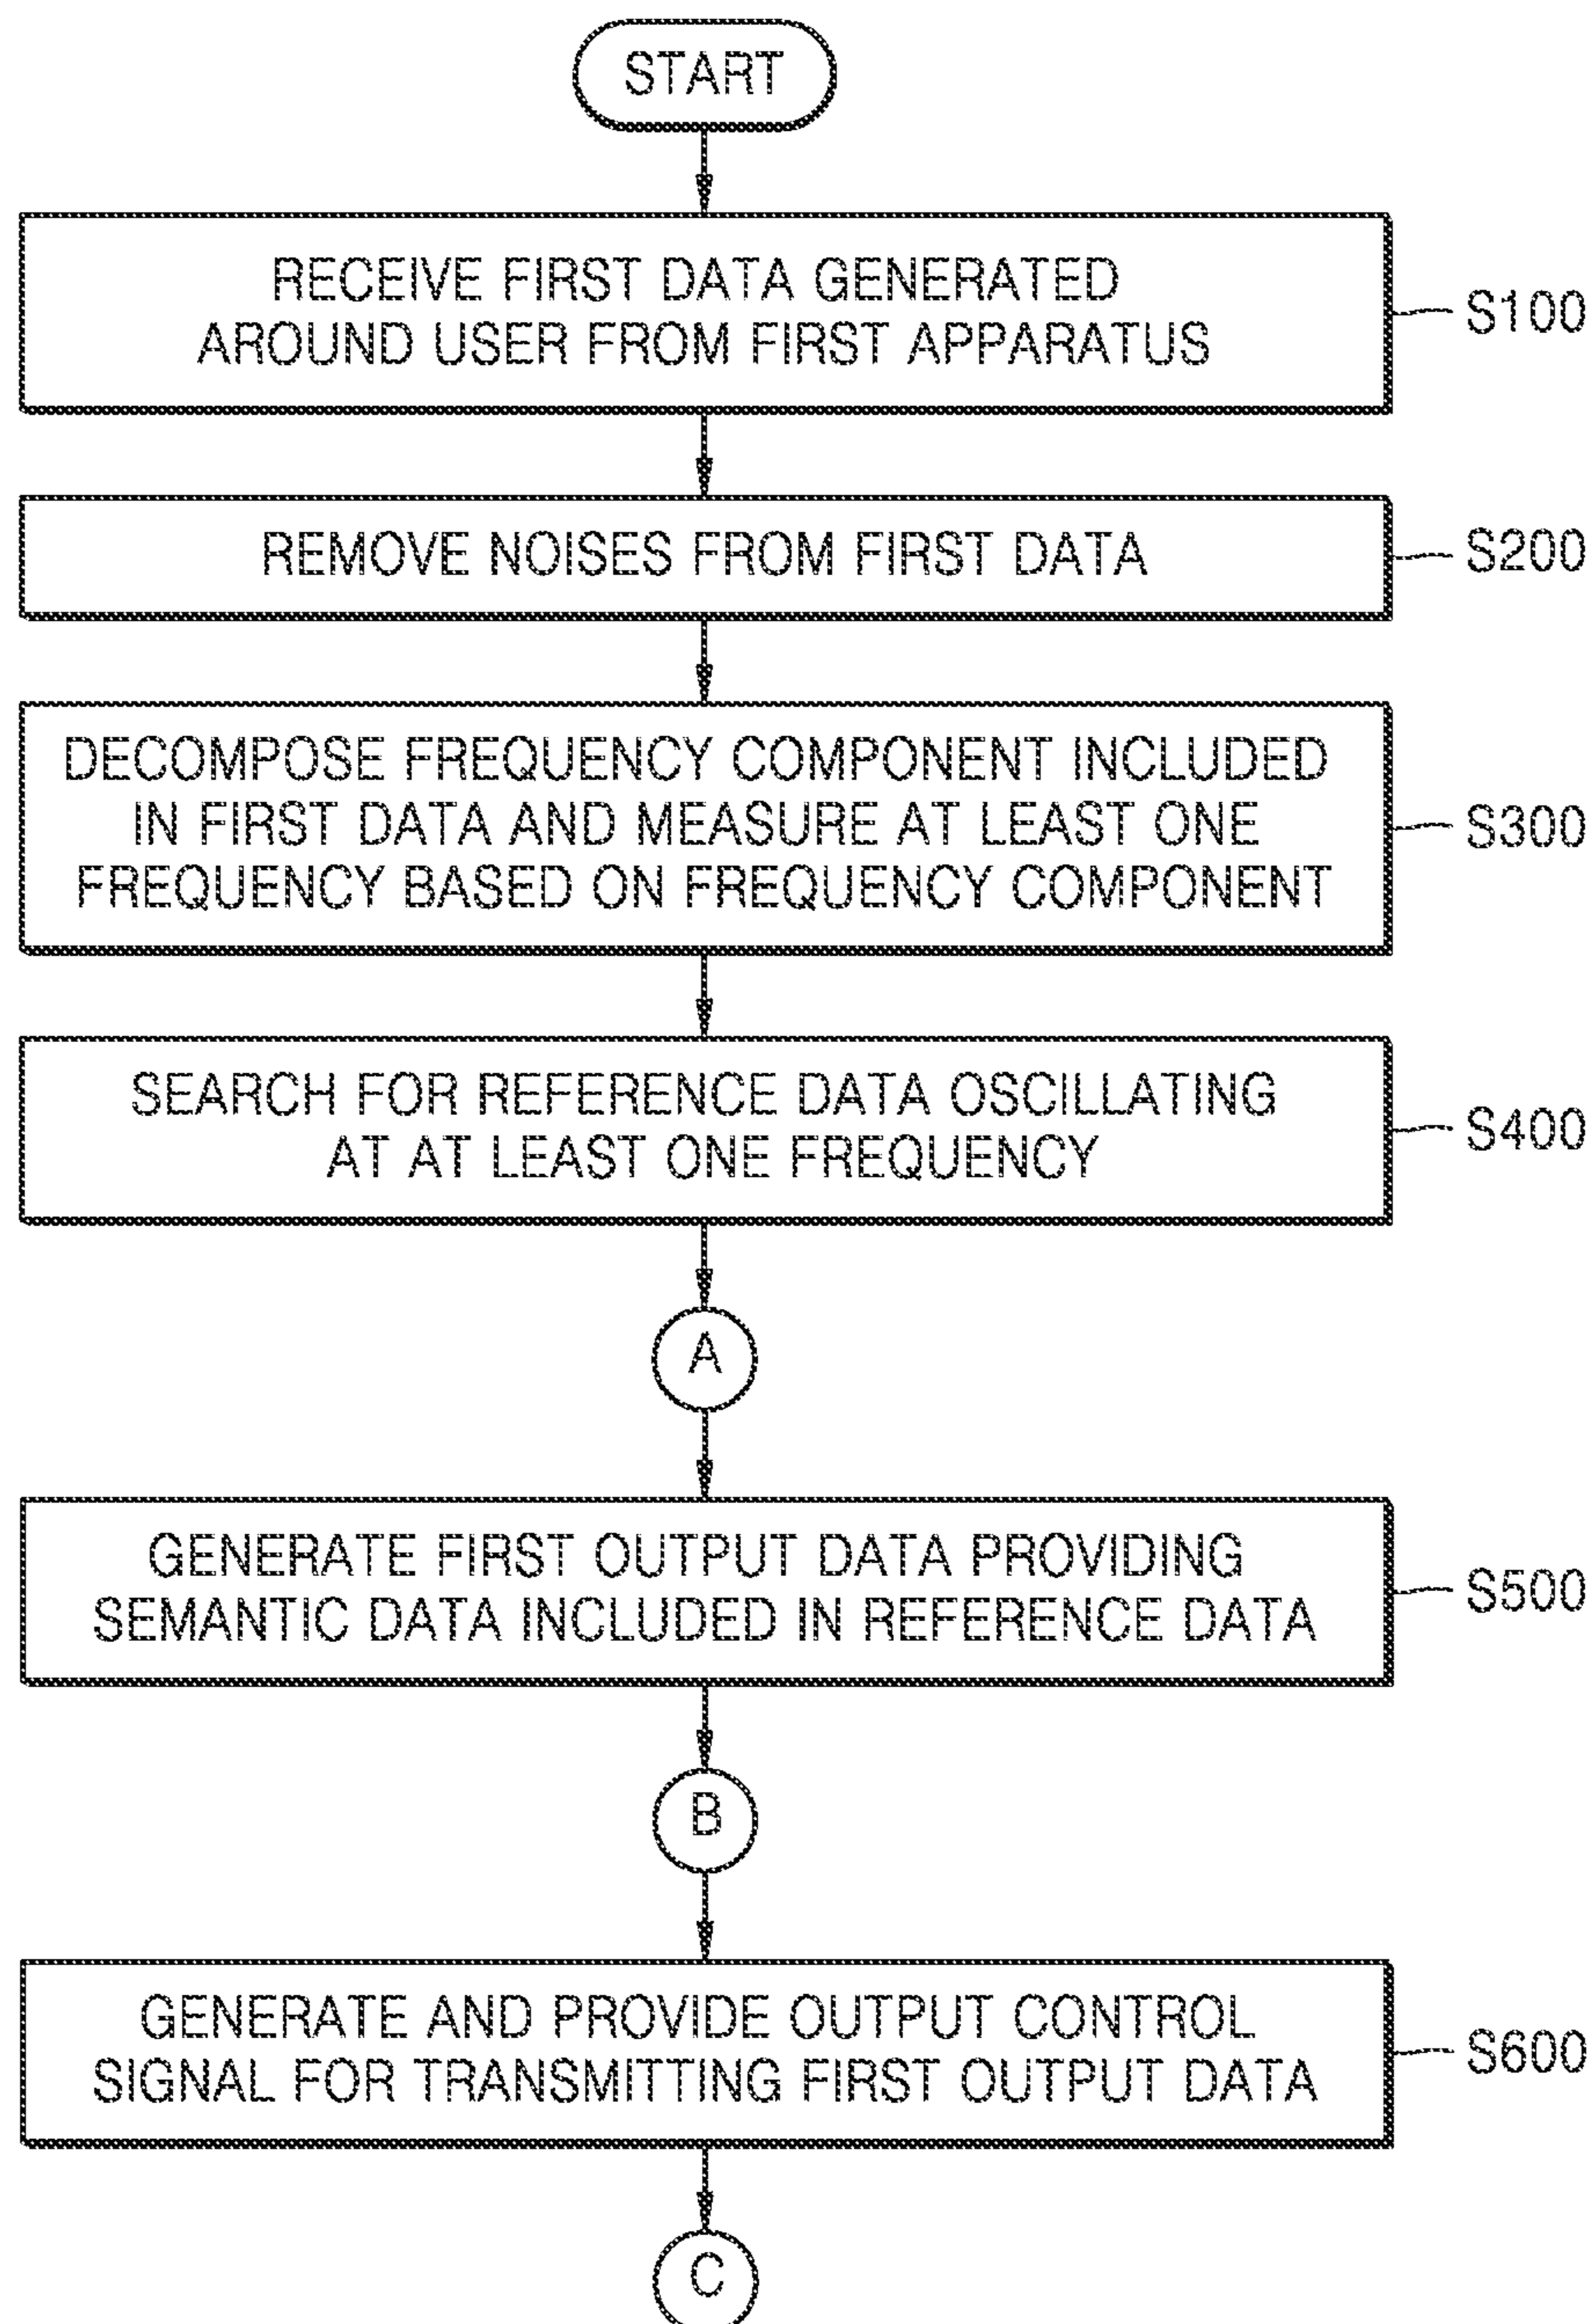 START
RECEIVE FIRST DATA GENERATED
AROUND USER FROM FIRST APPARATUS
S100
REMOVE NOISES FROM FIRST DATA
S200
DECOMPOSE FREQUENCY COMPONENT INCLUDED
IN FIRST DATA AND MEASURE AT LEAST ONE
FREQUENCY BASED ON FREQUENCY COMPONENT
S300
SEARCH FOR REFERENCE DATA OSCILLATING
AT AT LEAST ONE FREQUENCY
S400
A
GENERATE FIRST OUTPUT DATA PROVIDING
SEMANTIC DATA INCLUDED IN REFERENCE DATA
S500
B
GENERATE AND PROVIDE OUTPUT CONTROL
SIGNAL FOR TRANSMITTING FIRST OUTPUT DATA
S600
C